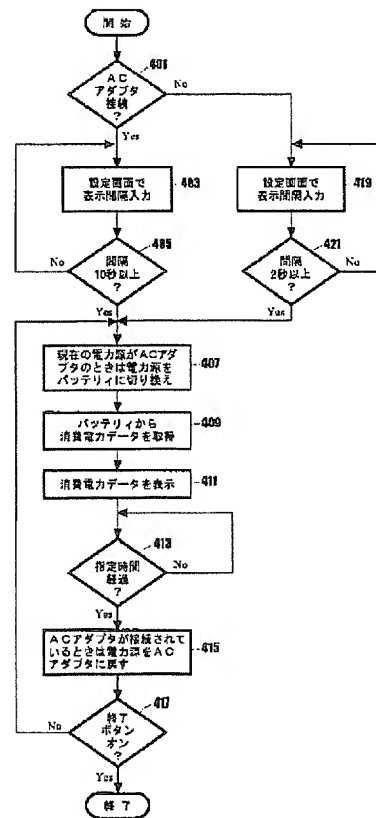 開始
401
AC
アダプタ
接続
?
No
Yes
403
設定画面で
表示間隔入力
419
設定画面で
表示間隔入力
405
間隔
10秒以上
?
No
Yes
421
間隔
2秒以上
?
No
Yes
407
現在の電力源がACアダ
プタのときは電力源を
バッテリィに切り換え
409
バッテリィから
消費電力データを取得
411
消費電力データを表示
413
指定時間
経過
?
No
Yes
415
ACアダプタが接続されて
いるときは電力源をAC
アダプタに戻す
417
終了
ボタン
オン
?
No
Yes
終了